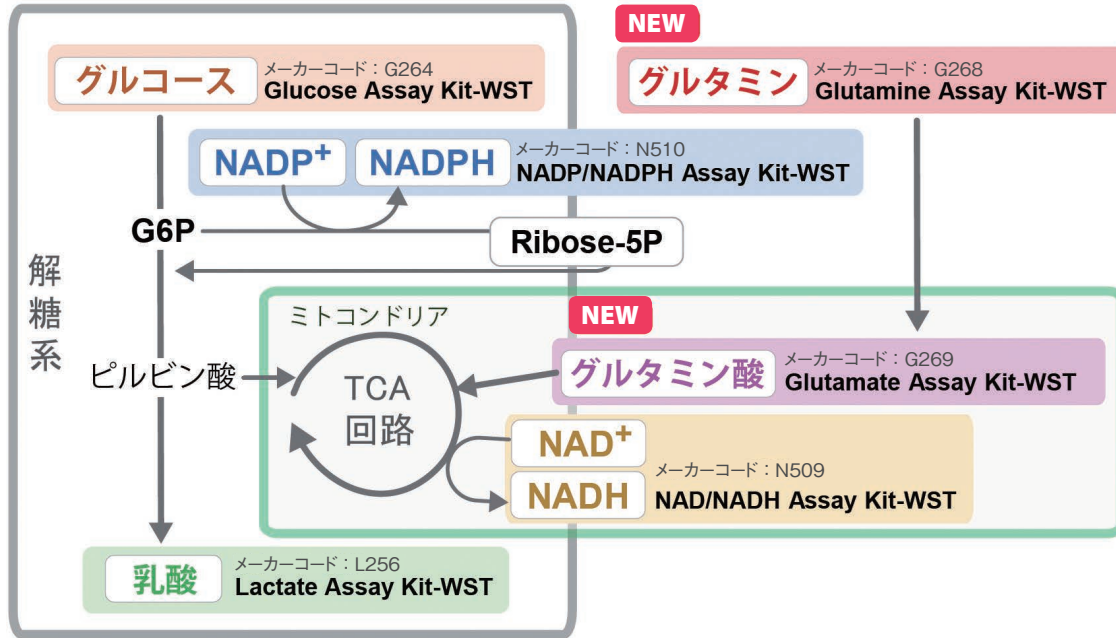 NEW
グルコース
メーカーコード：G264
Glucose Assay Kit-WST
グルタミン
メーカーコード：G268
Glutamine Assay Kit-WST
NADP⁺
NADPH
メーカーコード：N510
NADP/NADPH Assay Kit-WST
G6P
Ribose-5P
解糖系
ミトコンドリア
NEW
ピルビン酸
TCA
回路
グルタミン酸
メーカーコード：G269
Glutamate Assay Kit-WST
NAD⁺
NADH
メーカーコード：N509
NAD/NADH Assay Kit-WST
乳酸
メーカーコード：L256
Lactate Assay Kit-WST